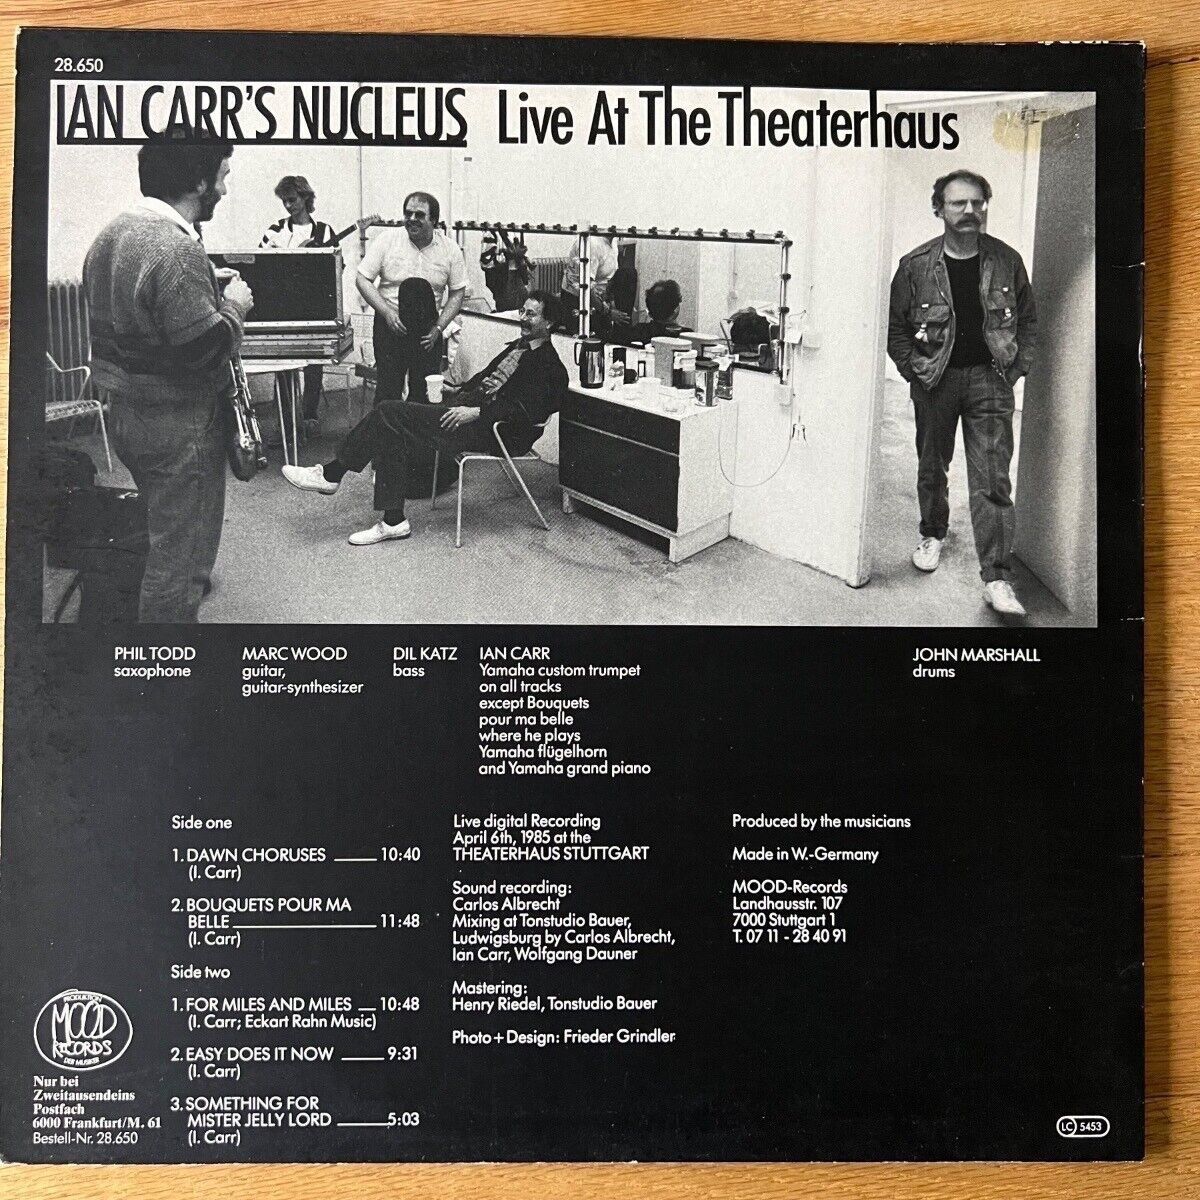 28.650
IAN CARR'S NUCLEUS Live At The Theaterhaus
PHIL TODD
saxophone
MARC WOOD
guitar,
guitar-synthesizer
DIL KATZ
bass
IAN CARR
Yamaha custom trumpet
on all tracks
except Bouquets
pour ma belle
where he plays
Yamaha flügelhorn
and Yamaha grand piano
JOHN MARSHALL
drums
Side one
1. DAWN CHORUSES 10:40
(I. Carr)
2. BOUQUETS POUR MA
BELLE 11:48
(I. Carr)
Side two
1. FOR MILES AND MILES 10:48
(I. Carr; Eckart Rahn Music)
2. EASY DOES IT NOW 9:31
(I. Carr)
3. SOMETHING FOR
MISTER JELLY LORD 5:03
(I. Carr)
Live digital Recording
April 6th, 1985 at the
THEATERHAUS STUTTGART
Sound recording:
Carlos Albrecht
Mixing at Tonstudio Bauer,
Ludwigsburg by Carlos Albrecht,
Ian Carr, Wolfgang Dauner
Mastering:
Henry Riedel, Tonstudio Bauer
Photo + Design: Frieder Grindler
Produced by the musicians
Made in W.-Germany
MOOD-Records
Landhausstr. 107
7000 Stuttgart 1
T. 07 11 - 28 40 91
PRODUKTION
MOOD
RECORDS
DER MUSIKER
Nur bei
Zweitausendeins
Postfach
6000 Frankfurt/M. 61
Bestell-Nr. 28.650
LC 5453